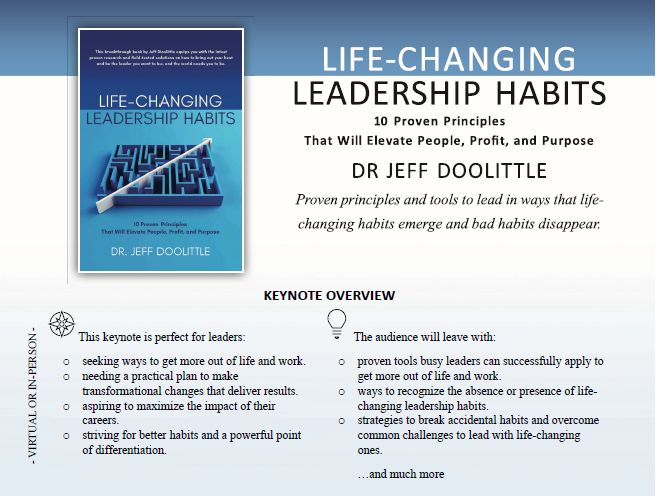 This breakthrough book by Jeff Doolittle equips you with the latest
proven research and field-tested solutions on how to bring out your best
and be the leader you want to be, and the world needs you to be.
LIFE-CHANGING
LEADERSHIP HABITS
10 Proven Principles
That Will Elevate People, Profit, and Purpose
DR. JEFF DOOLITTLE
LIFE-CHANGING
LEADERSHIP HABITS
10 Proven Principles
That Will Elevate People, Profit, and Purpose
DR JEFF DOOLITTLE
Proven principles and tools to lead in ways that life-
changing habits emerge and bad habits disappear.
KEYNOTE OVERVIEW
- VIRTUAL OR IN-PERSON -
This keynote is perfect for leaders:
o seeking ways to get more out of life and work.
o needing a practical plan to make
transformational changes that deliver results.
o aspiring to maximize the impact of their
careers.
o striving for better habits and a powerful point
of differentiation.
The audience will leave with:
o proven tools busy leaders can successfully apply to
get more out of life and work.
o ways to recognize the absence or presence of life-
changing leadership habits.
o strategies to break accidental habits and overcome
common challenges to lead with life-changing
ones.
…and much more